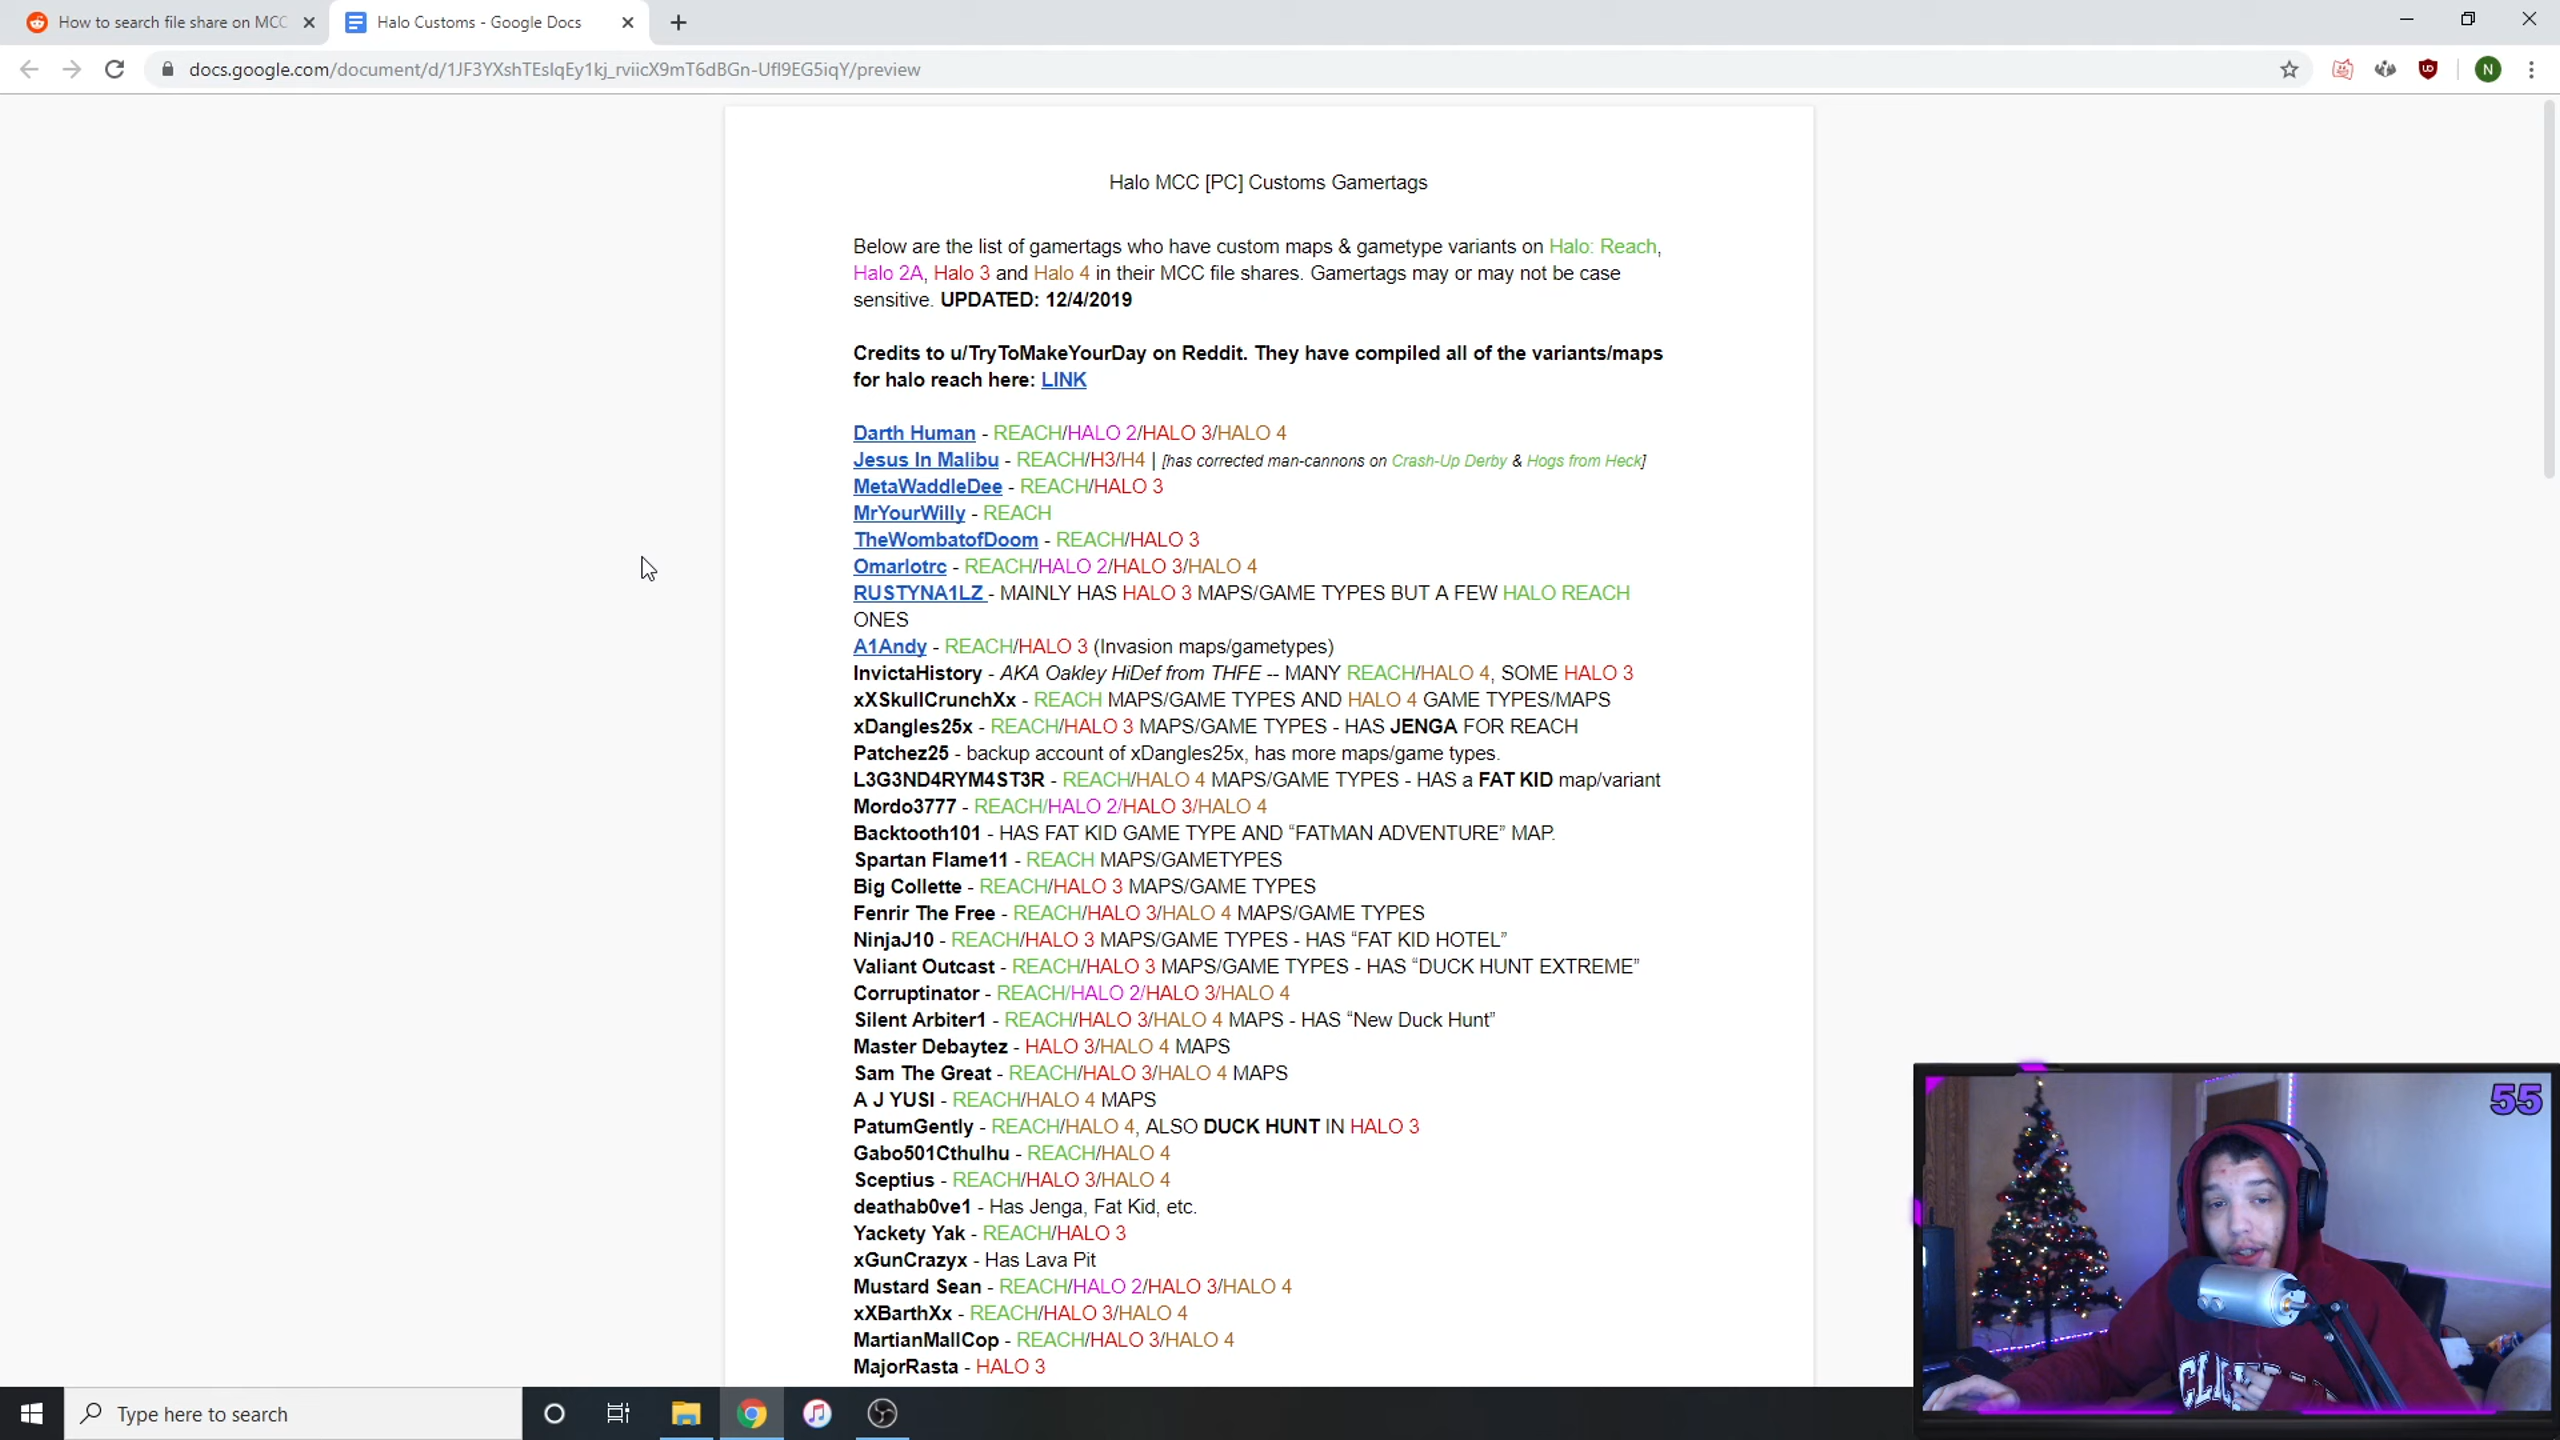 How to search file share on MCC
Halo Customs - Google Docs
docs.google.com/document/d/1JF3YXshTEsIqEy1kj_rviicX9mT6dBGn-Ufl9EG5iqY/preview
N
Halo MCC [PC] Customs Gamertags
Below are the list of gamertags who have custom maps & gametype variants on Halo: Reach,
Halo 2A, Halo 3 and Halo 4 in their MCC file shares. Gamertags may or may not be case
sensitive. UPDATED: 12/4/2019
Credits to u/TryToMakeYourDay on Reddit. They have compiled all of the variants/maps
for halo reach here: LINK
Darth Human - REACH/HALO 2/HALO 3/HALO 4
Jesus In Malibu - REACH/H3/H4 | [has corrected man-cannons on Crash-Up Derby & Hogs from Heck]
MetaWaddleDee - REACH/HALO 3
MrYourWilly - REACH
TheWombatofDoom - REACH/HALO 3
Omarlotrc - REACH/HALO 2/HALO 3/HALO 4
RUSTYNA1LZ - MAINLY HAS HALO 3 MAPS/GAME TYPES BUT A FEW HALO REACH
ONES
A1Andy - REACH/HALO 3 (Invasion maps/gametypes)
InvictaHistory - AKA Oakley HiDef from THFE -- MANY REACH/HALO 4, SOME HALO 3
xXSkullCrunchXx - REACH MAPS/GAME TYPES AND HALO 4 GAME TYPES/MAPS
xDangles25x - REACH/HALO 3 MAPS/GAME TYPES - HAS JENGA FOR REACH
Patchez25 - backup account of xDangles25x, has more maps/game types.
L3G3ND4RYM4ST3R - REACH/HALO 4 MAPS/GAME TYPES - HAS a FAT KID map/variant
Mordo3777 - REACH/HALO 2/HALO 3/HALO 4
Backtooth101 - HAS FAT KID GAME TYPE AND “FATMAN ADVENTURE” MAP.
Spartan Flame11 - REACH MAPS/GAMETYPES
Big Collette - REACH/HALO 3 MAPS/GAME TYPES
Fenrir The Free - REACH/HALO 3/HALO 4 MAPS/GAME TYPES
NinjaJ10 - REACH/HALO 3 MAPS/GAME TYPES - HAS “FAT KID HOTEL”
Valiant Outcast - REACH/HALO 3 MAPS/GAME TYPES - HAS “DUCK HUNT EXTREME”
Corruptinator - REACH/HALO 2/HALO 3/HALO 4
Silent Arbiter1 - REACH/HALO 3/HALO 4 MAPS - HAS “New Duck Hunt”
Master Debaytez - HALO 3/HALO 4 MAPS
Sam The Great - REACH/HALO 3/HALO 4 MAPS
A J YUSI - REACH/HALO 4 MAPS
PatumGently - REACH/HALO 4, ALSO DUCK HUNT IN HALO 3
Gabo501Cthulhu - REACH/HALO 4
Sceptius - REACH/HALO 3/HALO 4
deathab0ve1 - Has Jenga, Fat Kid, etc.
Yackety Yak - REACH/HALO 3
xGunCrazyx - Has Lava Pit
Mustard Sean - REACH/HALO 2/HALO 3/HALO 4
xXBarthXx - REACH/HALO 3/HALO 4
MartianMallCop - REACH/HALO 3/HALO 4
MajorRasta - HALO 3
55
Type here to search